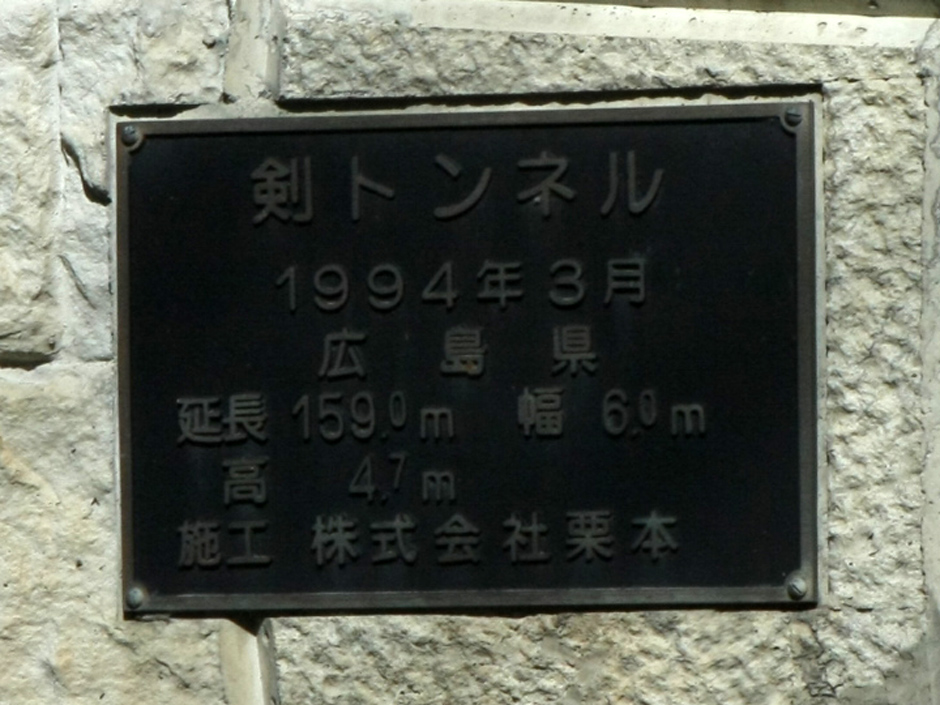 剣トンネル
1994年3月
広島県
延長 159.0m 幅 6.0m
高 4.7m
施工 株式会社栗本